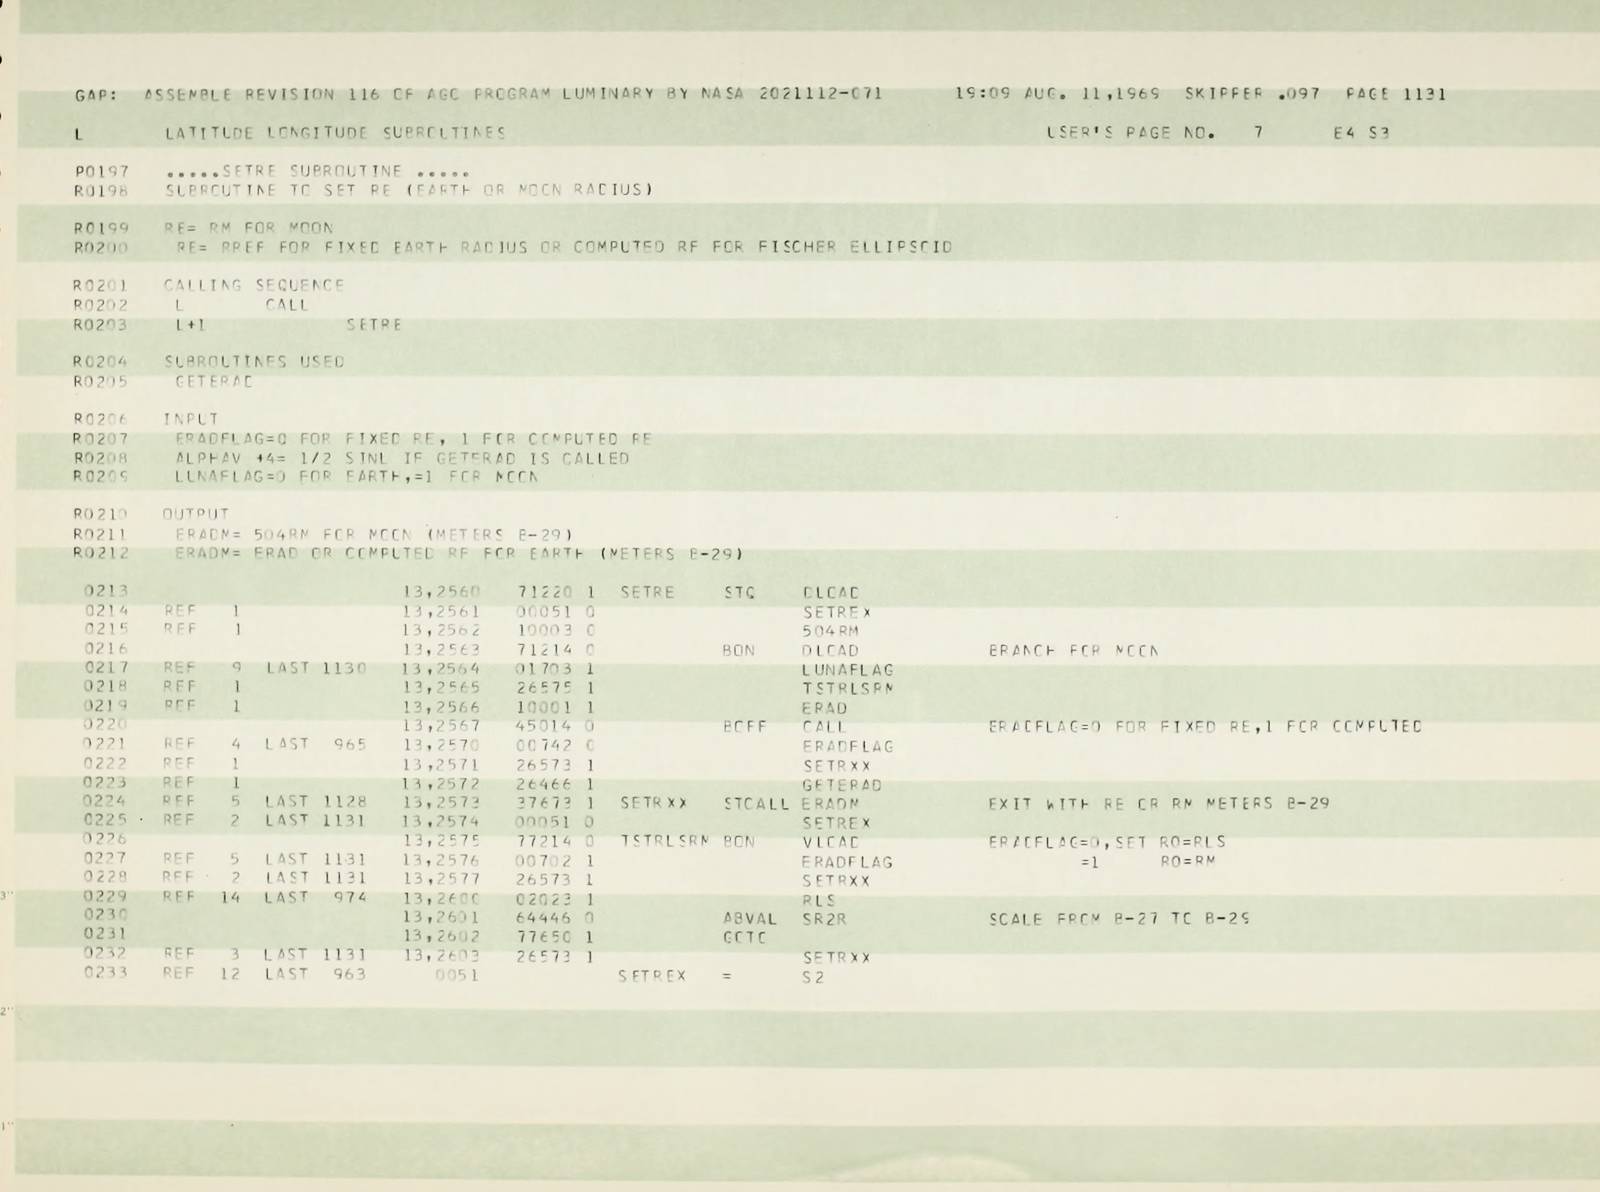 GAP: ASSEMBLE REVISION 116 OF AGC PROGRAM LUMINARY BY NASA 2021112-071 19:09 AUG. 11,1969 SKIPPER .097 PAGE 1131
L LATITUDE LONGITUDE SUBROUTINES USER'S PAGE NO. 7 E4 S3
P0197 .....SETRE SUBROUTINE .....
R0198 SUBROUTINE TO SET RE (EARTH OR MOON RADIUS)
R0199 RE= RM FOR MOON
R0200 RE= RREF FOR FIXED EARTH RADIUS OR COMPUTED RF FOR FISCHER ELLIPSOID
R0201 CALLING SEQUENCE
R0202 L CALL
R0203 L+1 SETRE
R0204 SUBROUTINES USED
R0205 GETERAD
R0206 INPUT
R0207 ERADFLAG=0 FOR FIXED RE, 1 FOR COMPUTED RE
R0208 ALPHAV +4= 1/2 SINL IF GETERAD IS CALLED
R0209 LUNAFLAG=0 FOR EARTH,=1 FOR MOON
R0210 OUTPUT
R0211 ERADM= 504RM FOR MOON (METERS B-29)
R0212 ERADM= ERAD OR COMPUTED RF FOR EARTH (METERS B-29)
0213 13,2560 71220 1 SETRE STQ DLOAD
0214 REF 1 13,2561 00051 0 SETREX
0215 REF 1 13,2562 10003 0 504RM
0216 13,2563 71214 0 BON DLOAD BRANCH FOR MOON
0217 REF 9 LAST 1130 13,2564 01703 1 LUNAFLAG
0218 REF 1 13,2565 26575 1 TSTRLSRM
0219 REF 1 13,2566 10001 1 ERAD
0220 13,2567 45014 0 BOFF CALL ERADFLAG=0 FOR FIXED RE,1 FOR COMPUTED
0221 REF 4 LAST 965 13,2570 00742 0 ERADFLAG
0222 REF 1 13,2571 26573 1 SETRXX
0223 REF 1 13,2572 26466 1 GETERAD
0224 REF 5 LAST 1128 13,2573 37673 1 SETRXX STCALL ERADM EXIT WITH RE OR RM METERS B-29
0225 REF 2 LAST 1131 13,2574 00051 0 SETREX
0226 13,2575 77214 0 TSTRLSRM BON VLOAD ERADFLAG=0,SET RO=RLS
0227 REF 5 LAST 1131 13,2576 00702 1 ERADFLAG =1 RO=RM
0228 REF 2 LAST 1131 13,2577 26573 1 SETRXX
0229 REF 14 LAST 974 13,2600 02023 1 RLS
0230 13,2601 64446 0 ABVAL SR2R SCALE FROM B-27 TO B-29
0231 13,2602 77650 1 GOTO
0232 REF 3 LAST 1131 13,2603 26573 1 SETRXX
0233 REF 12 LAST 963 0051 SETREX = S2
3"
2"
1"